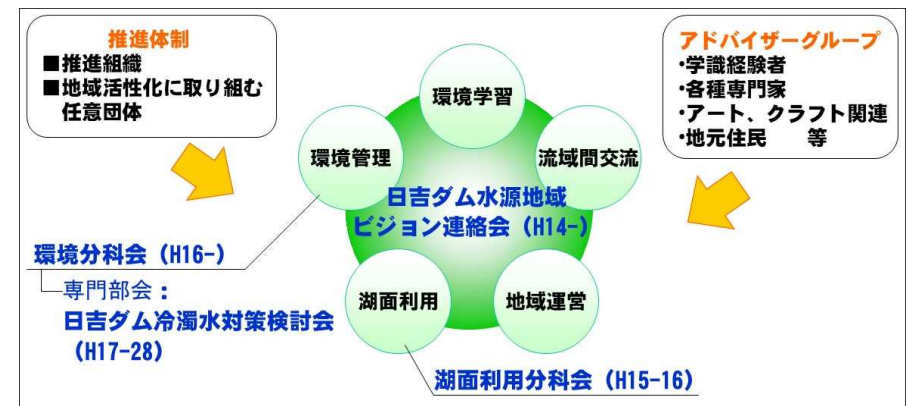 推進体制
■推進組織
■地域活性化に取り組む
任意団体
アドバイザーグループ
・学識経験者
・各種専門家
・アート、クラフト関連
・地元住民　　等
環境学習
環境管理
流域間交流
日吉ダム水源地域
ビジョン連絡会（H14-）
環境分科会（H16-）
専門部会：
日吉ダム冷濁水対策検討会
（H17-28）
湖面利用
地域運営
湖面利用分科会（H15-16）